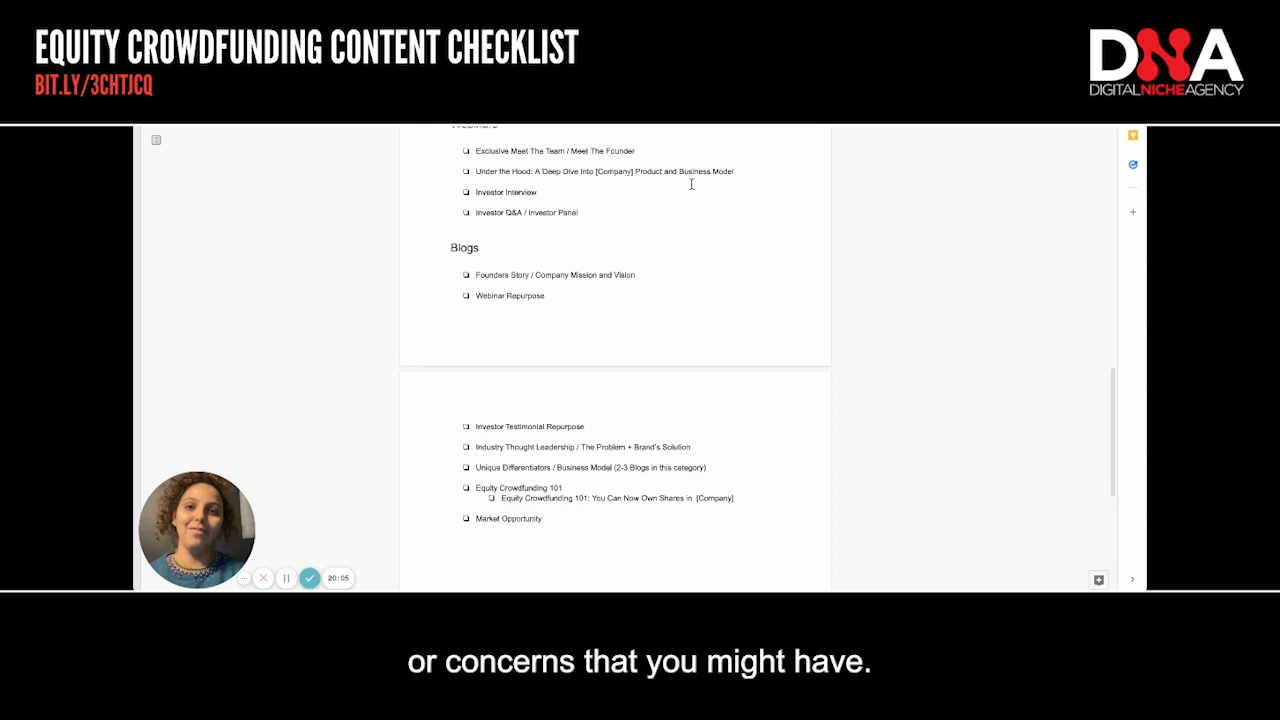 EQUITY CROWDFUNDING CONTENT CHECKLIST
BIT.LY/3CHTJCQ
DNA
DIGITALNICHEAGENCY
Webinars
Exclusive Meet The Team / Meet The Founder
Under the Hood: A Deep Dive Into [Company] Product and Business Model
Investor Interview
Investor Q&A / Investor Panel
Blogs
Founders Story / Company Mission and Vision
Webinar Repurpose
Investor Testimonial Repurpose
Industry Thought Leadership / The Problem + Brand's Solution
Unique Differentiators / Business Model (2-3 Blogs in this category)
Equity Crowdfunding 101
Equity Crowdfunding 101: You Can Now Own Shares in [Company]
Market Opportunity
20:05
or concerns that you might have.